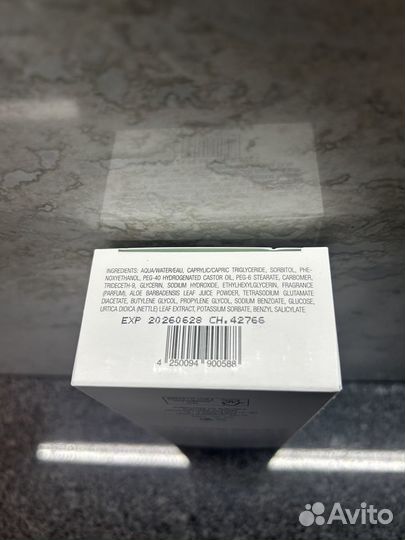 INGREDIENTS: AQUA/WATER/EAU, CAPRYLIC/CAPRIC TRIGLYCERIDE, SORBITOL, PHE-
NOXYETHANOL, PEG-40 HYDROGENATED CASTOR OIL, PEG-6 STEARATE, CARBOMER,
TRIDECETH-9, GLYCERIN, SODIUM HYDROXIDE, ETHYLHEXYLGLYCERIN, FRAGRANCE
(PARFUM), ALOE BARBADENSIS LEAF JUICE POWDER, TETRASODIUM GLUTAMATE
DIACETATE, BUTYLENE GLYCOL, PROPYLENE GLYCOL, SODIUM BENZOATE, GLUCOSE,
URTICA DIOICA (NETTLE) LEAF EXTRACT, POTASSIUM SORBATE, BENZYL SALICYLATE
EXP 20260628 CH.42766
4 250094 900588
Avito